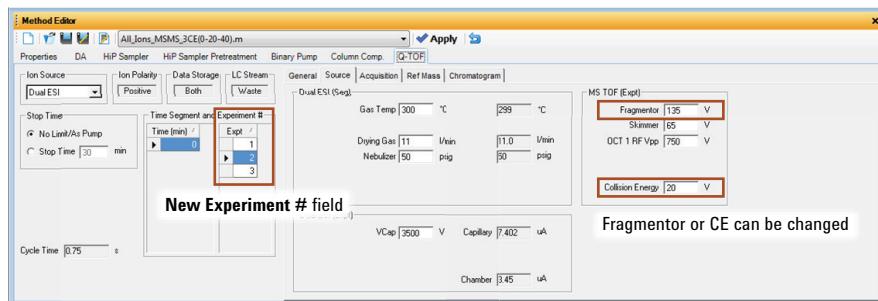 Method Editor
All_Ions_MSMS_3CE(0-20-40).m Apply
Properties DA HiP Sampler HiP Sampler Pretreatment Binary Pump Column Comp. Q-TOF
Ion Source Ion Polarity Data Storage LC Stream
Dual ESI Positive Both Waste
General Source Acquisition Ref Mass Chromatogram
Stop Time
No Limit/As Pump
Stop Time 30 min
Time Segment and Experiment #
Time (min) Expt
0 1
2
3
Dual ESI (Seg)
Gas Temp 300 °C 299 °C
Drying Gas 11 l/min 11.0 l/min
Nebulizer 50 psig 50 psig
MS TOF (Expt)
Fragmentor 135 V
Skimmer 65 V
OCT 1 RF Vpp 750 V
Collision Energy 20 V
New Experiment # field
Fragmentor or CE can be changed
VCap 3500 V Capillary 7.402 uA
Chamber 3.45 uA
Cycle Time 0.75 s